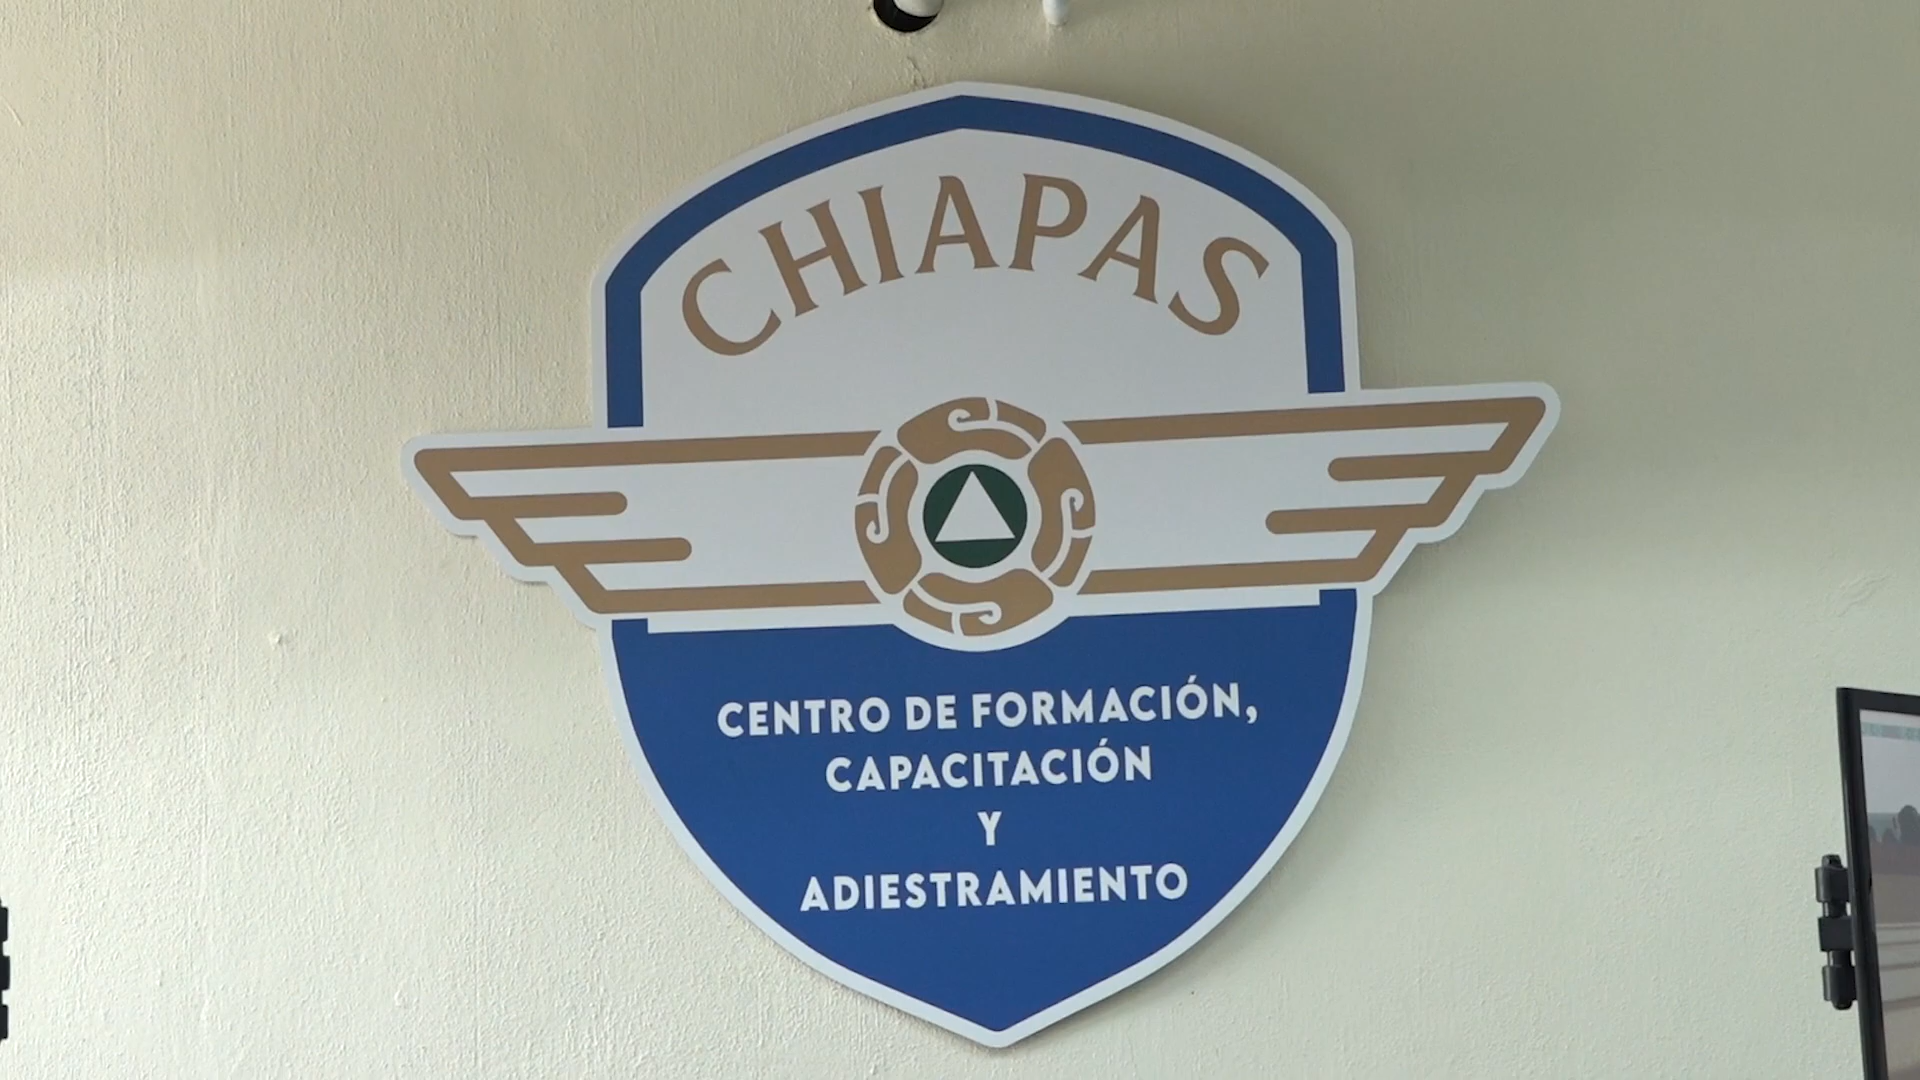 CHIAPAS
CENTRO DE FORMACIÓN,
CAPACITACIÓN
Y
ADIESTRAMIENTO